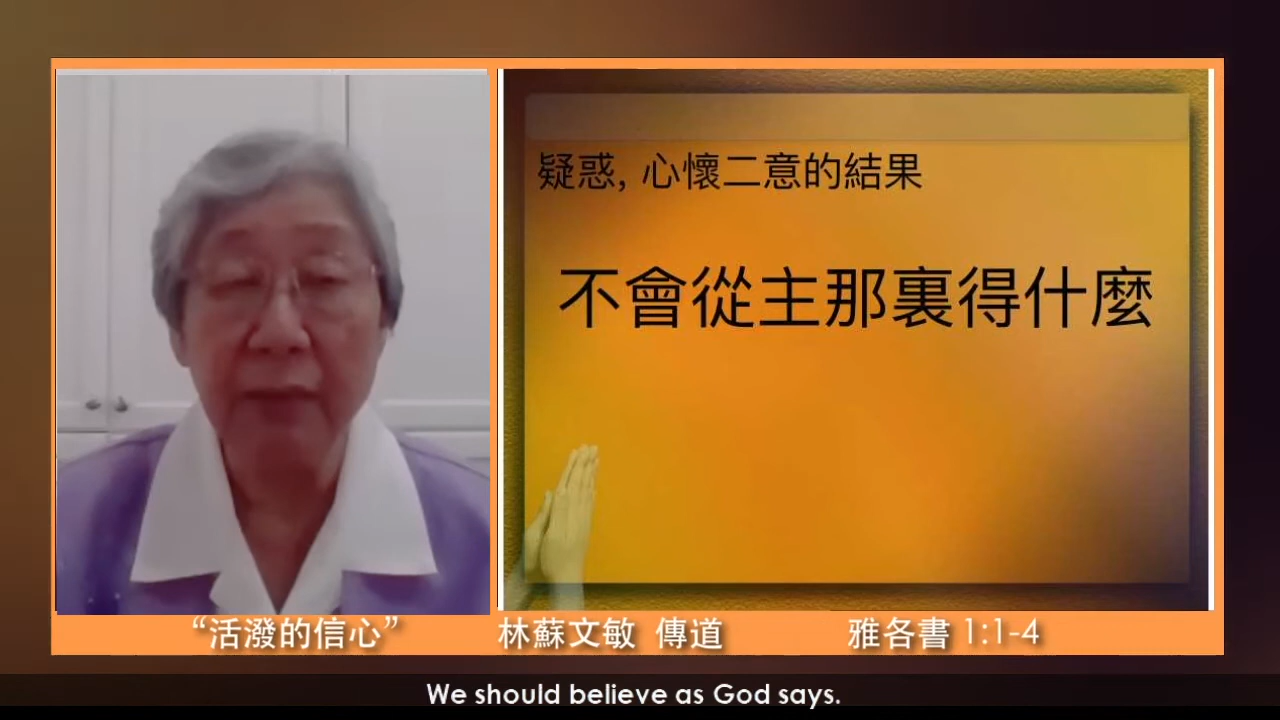 疑惑, 心懷二意的結果
不會從主那裏得什麼
“活潑的信心”
林蘇文敏 傳道
雅各書 1:1-4
We should believe as God says.